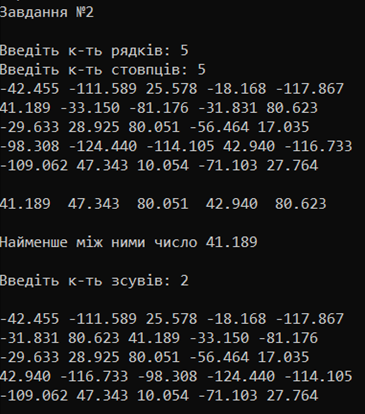 Завдання №2
Введіть к-ть рядків: 5
Введіть к-ть стовпців: 5
-42.455 -111.589 25.578 -18.168 -117.867
41.189 -33.150 -81.176 -31.831 80.623
-29.633 28.925 80.051 -56.464 17.035
-98.308 -124.440 -114.105 42.940 -116.733
-109.062 47.343 10.054 -71.103 27.764
41.189  47.343  80.051  42.940  80.623
Найменше між ними число 41.189
Введіть к-ть зсувів: 2
-42.455 -111.589 25.578 -18.168 -117.867
-31.831 80.623 41.189 -33.150 -81.176
-29.633 28.925 80.051 -56.464 17.035
42.940 -116.733 -98.308 -124.440 -114.105
-109.062 47.343 10.054 -71.103 27.764